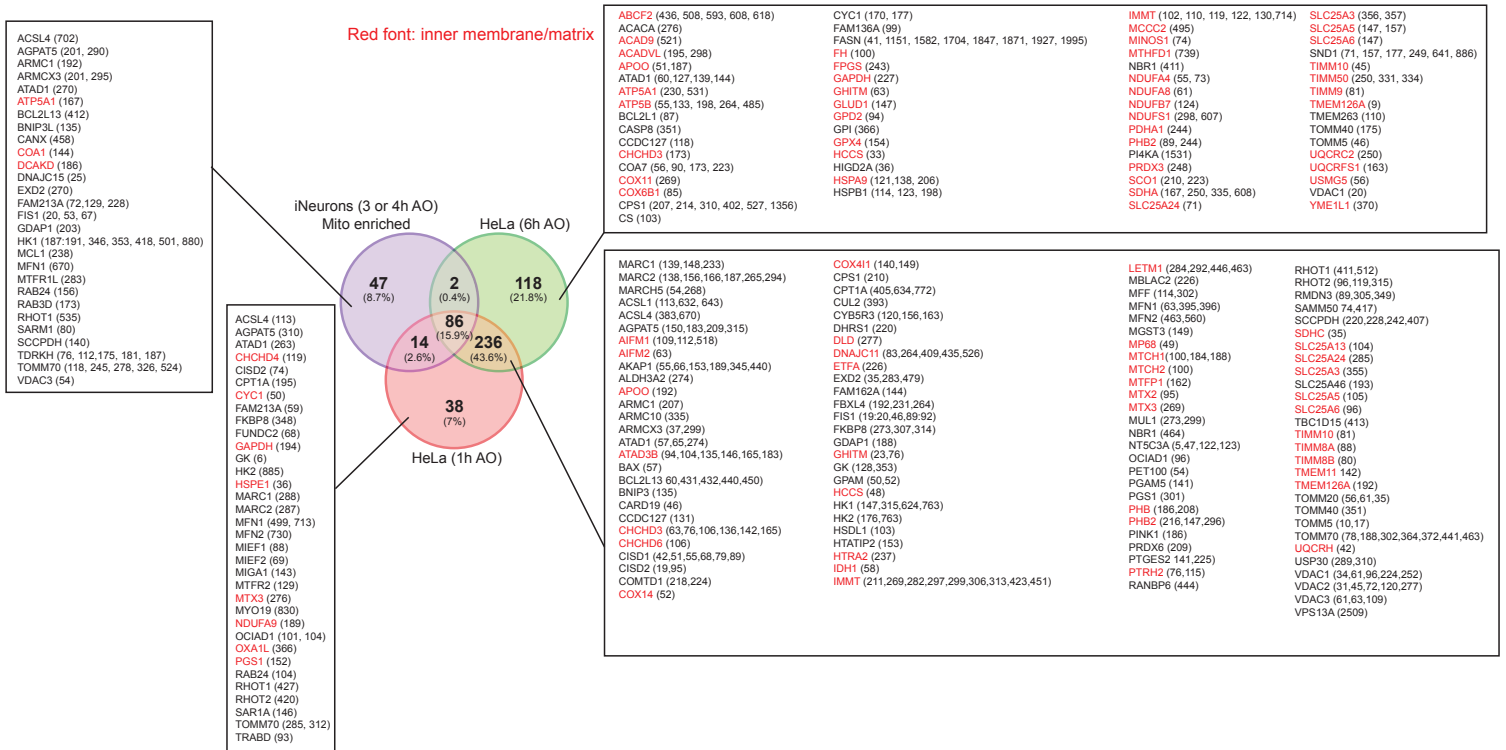 Red font: inner membrane/matrix
ACSL4 (702)
AGPAT5 (201, 290)
ARMC1 (192)
ARMCX3 (201, 295)
ATAD1 (270)
ATP5A1 (167)
BCL2L13 (412)
BNIP3L (135)
CANX (458)
COA1 (144)
DCAKD (186)
DNAJC15 (25)
EXD2 (270)
FAM213A (72,129, 228)
FIS1 (20, 53, 67)
GDAP1 (203)
HK1 (187:191, 346, 353, 418, 501, 880)
MCL1 (238)
MFN1 (670)
MTFR1L (283)
RAB24 (156)
RAB3D (173)
RHOT1 (535)
SARM1 (80)
SCCPDH (140)
TDRKH (76, 112,175, 181, 187)
TOMM70 (118, 245, 278, 326, 524)
VDAC3 (54)
iNeurons (3 or 4h AO)
Mito enriched
HeLa (6h AO)
47
(8.7%)
2
(0.4%)
118
(21.8%)
86
(15.9%)
14
(2.6%)
236
(43.6%)
38
(7%)
HeLa (1h AO)
ACSL4 (113)
AGPAT5 (310)
ATAD1 (263)
CHCHD4 (119)
CISD2 (74)
CPT1A (195)
CYC1 (50)
FAM213A (59)
FKBP8 (348)
FUNDC2 (68)
GAPDH (194)
GK (6)
HK2 (885)
HSPE1 (36)
MARC1 (288)
MARC2 (287)
MFN1 (499, 713)
MFN2 (730)
MIEF1 (88)
MIEF2 (69)
MIGA1 (143)
MTFR2 (129)
MTX3 (276)
MYO19 (830)
NDUFA9 (189)
OCIAD1 (101, 104)
OXA1L (366)
PGS1 (152)
RAB24 (104)
RHOT1 (427)
RHOT2 (420)
SAR1A (146)
TOMM70 (285, 312)
TRABD (93)
ABCF2 (436, 508, 593, 608, 618)
ACACA (276)
ACAD9 (521)
ACADVL (195, 298)
APOO (51,187)
ATAD1 (60,127,139,144)
ATP5A1 (230, 531)
ATP5B (55,133, 198, 264, 485)
BCL2L1 (87)
CASP8 (351)
CCDC127 (118)
CHCHD3 (173)
COA7 (56, 90, 173, 223)
COX11 (269)
COX6B1 (85)
CPS1 (207, 214, 310, 402, 527, 1356)
CS (103)
CYC1 (170, 177)
FAM136A (99)
FASN (41, 1151, 1582, 1704, 1847, 1871, 1927, 1995)
FH (100)
FPGS (243)
GAPDH (227)
GHITM (63)
GLUD1 (147)
GPD2 (94)
GPI (366)
GPX4 (154)
HCCS (33)
HIGD2A (36)
HSPA9 (121,138, 206)
HSPB1 (114, 123, 198)
IMMT (102, 110, 119, 122, 130,714)
MCCC2 (495)
MINOS1 (74)
MTHFD1 (739)
NBR1 (411)
NDUFA4 (55, 73)
NDUFA8 (61)
NDUFB7 (124)
NDUFS1 (298, 607)
PDHA1 (244)
PHB2 (89, 244)
PI4KA (1531)
PRDX3 (248)
SCO1 (210, 223)
SDHA (167, 250, 335, 608)
SLC25A24 (71)
SLC25A3 (356, 357)
SLC25A5 (147, 157)
SLC25A6 (147)
SND1 (71, 157, 177, 249, 641, 886)
TIMM10 (45)
TIMM50 (250, 331, 334)
TIMM9 (81)
TMEM126A (9)
TMEM263 (110)
TOMM40 (175)
TOMM5 (46)
UQCRC2 (250)
UQCRFS1 (163)
USMG5 (56)
VDAC1 (20)
YME1L1 (370)
MARC1 (139,148,233)
MARC2 (138,156,166,187,265,294)
MARCH5 (54,268)
ACSL1 (113,632, 643)
ACSL4 (383,670)
AGPAT5 (150,183,209,315)
AIFM1 (109,112,518)
AIFM2 (63)
AKAP1 (55,66,153,189,345,440)
ALDH3A2 (274)
APOO (192)
ARMC1 (207)
ARMC10 (335)
ARMCX3 (37,299)
ATAD1 (57,65,274)
ATAD3B (94,104,135,146,165,183)
BAX (57)
BCL2L13 60,431,432,440,450)
BNIP3 (135)
CARD19 (46)
CCDC127 (131)
CHCHD3 (63,76,106,136,142,165)
CHCHD6 (106)
CISD1 (42,51,55,68,79,89)
CISD2 (19,95)
COMTD1 (218,224)
COX14 (52)
COX4I1 (140,149)
CPS1 (210)
CPT1A (405,634,772)
CUL2 (393)
CYB5R3 (120,156,163)
DHRS1 (220)
DLD (277)
DNAJC11 (83,264,409,435,526)
ETFA (226)
EXD2 (35,283,479)
FAM162A (144)
FBXL4 (192,231,264)
FIS1 (19:20,46,89:92)
FKBP8 (273,307,314)
GDAP1 (188)
GHITM (23,76)
GK (128,353)
GPAM (50,52)
HCCS (48)
HK1 (147,315,624,763)
HK2 (176,763)
HSDL1 (103)
HTATIP2 (153)
HTRA2 (237)
IDH1 (58)
IMMT (211,269,282,297,299,306,313,423,451)
LETM1 (284,292,446,463)
MBLAC2 (226)
MFF (114,302)
MFN1 (63,395,396)
MFN2 (463,560)
MGST3 (149)
MP68 (49)
MTCH1(100,184,188)
MTCH2 (100)
MTFP1 (162)
MTX2 (95)
MTX3 (269)
MUL1 (273,299)
NBR1 (464)
NT5C3A (5,47,122,123)
OCIAD1 (96)
PET100 (54)
PGAM5 (141)
PGS1 (301)
PHB (186,208)
PHB2 (216,147,296)
PINK1 (186)
PRDX6 (209)
PTGES2 141,225)
PTRH2 (76,115)
RANBP6 (444)
RHOT1 (411,512)
RHOT2 (96,119,315)
RMDN3 (89,305,349)
SAMM50 74,417)
SCCPDH (220,228,242,407)
SDHC (35)
SLC25A13 (104)
SLC25A24 (285)
SLC25A3 (355)
SLC25A46 (193)
SLC25A5 (105)
SLC25A6 (96)
TBC1D15 (413)
TIMM10 (81)
TIMM8A (88)
TIMM8B (80)
TMEM11 142)
TMEM126A (192)
TOMM20 (56,61,35)
TOMM40 (351)
TOMM5 (10,17)
TOMM70 (78,188,302,364,372,441,463)
UQCRH (42)
USP30 (289,310)
VDAC1 (34,61,96,224,252)
VDAC2 (31,45,72,120,277)
VDAC3 (61,63,109)
VPS13A (2509)